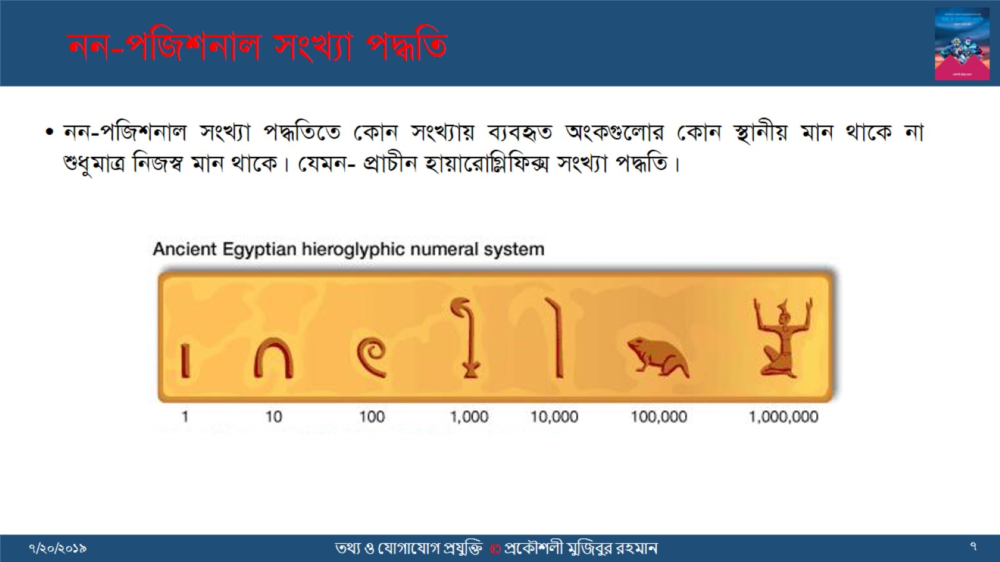 নন-পজিশনাল সংখ্যা পদ্ধতি
• নন-পজিশনাল সংখ্যা পদ্ধতিতে কোন সংখ্যায় ব্যবহৃত অংকগুলোর কোন স্থানীয় মান থাকে না
শুধুমাত্র নিজস্ব মান থাকে। যেমন- প্রাচীন হায়ারোগ্লিফিক্স সংখ্যা পদ্ধতি।
Ancient Egyptian hieroglyphic numeral system
1 10 100 1,000 10,000 100,000 1,000,000
৭/২০/২০১৯ তথ্য ও যোগাযোগ প্রযুক্তি © প্রকৌশলী মুজিবুর রহমান ৭